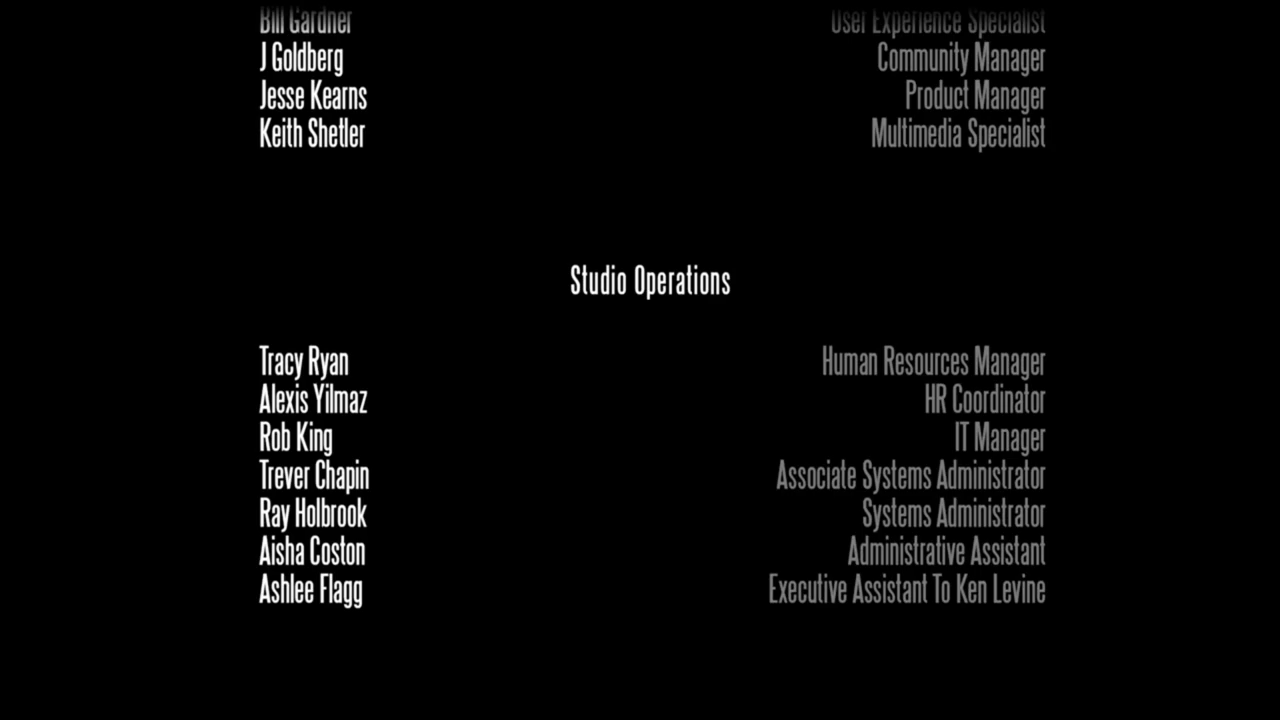 Bill Gardner User Experience Specialist
J Goldberg Community Manager
Jesse Kearns Product Manager
Keith Shetler Multimedia Specialist
Studio Operations
Tracy Ryan Human Resources Manager
Alexis Yilmaz HR Coordinator
Rob King IT Manager
Trever Chapin Associate Systems Administrator
Ray Holbrook Systems Administrator
Aisha Coston Administrative Assistant
Ashlee Flagg Executive Assistant To Ken Levine